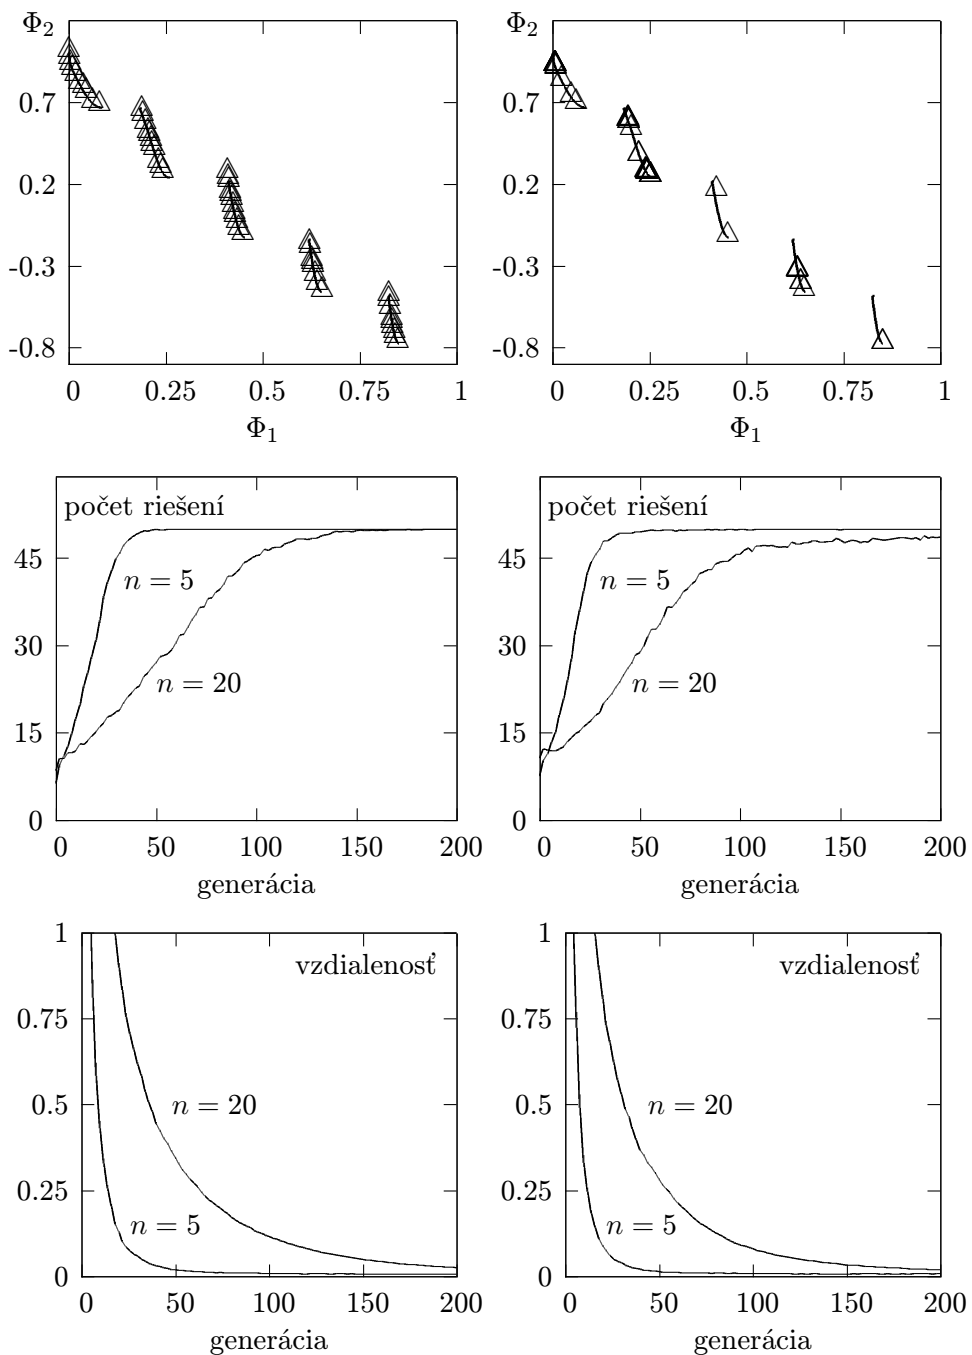 Φ2 Φ2
0.7 0.7
0.2 0.2
-0.3 -0.3
-0.8 -0.8
0 0.25 0.5 0.75 1 0 0.25 0.5 0.75 1
Φ1 Φ1
počet riešení počet riešení
45 45
n = 5 n = 5
30 30
n = 20 n = 20
15 15
0 0
0 50 100 150 200 0 50 100 150 200
generácia generácia
1 1
vzdialenosť vzdialenosť
0.75 0.75
0.5 n = 20 0.5 n = 20
0.25 0.25
n = 5 n = 5
0 0
0 50 100 150 200 0 50 100 150 200
generácia generácia